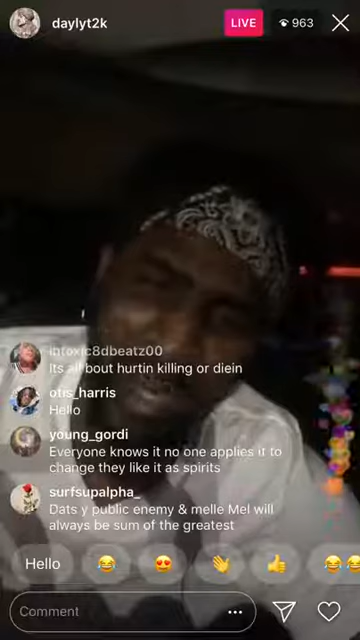 daylyt2k
LIVE
963
intoxic8dbeatz00
Its all bout hurtin killing or diein
otis_harris
Hello
young_gordi
Everyone knows it no one applies it to
change they like it as spirits
surfsupalpha_
Dats y public enemy & melle Mel will
always be sum of the greatest
Hello
Comment